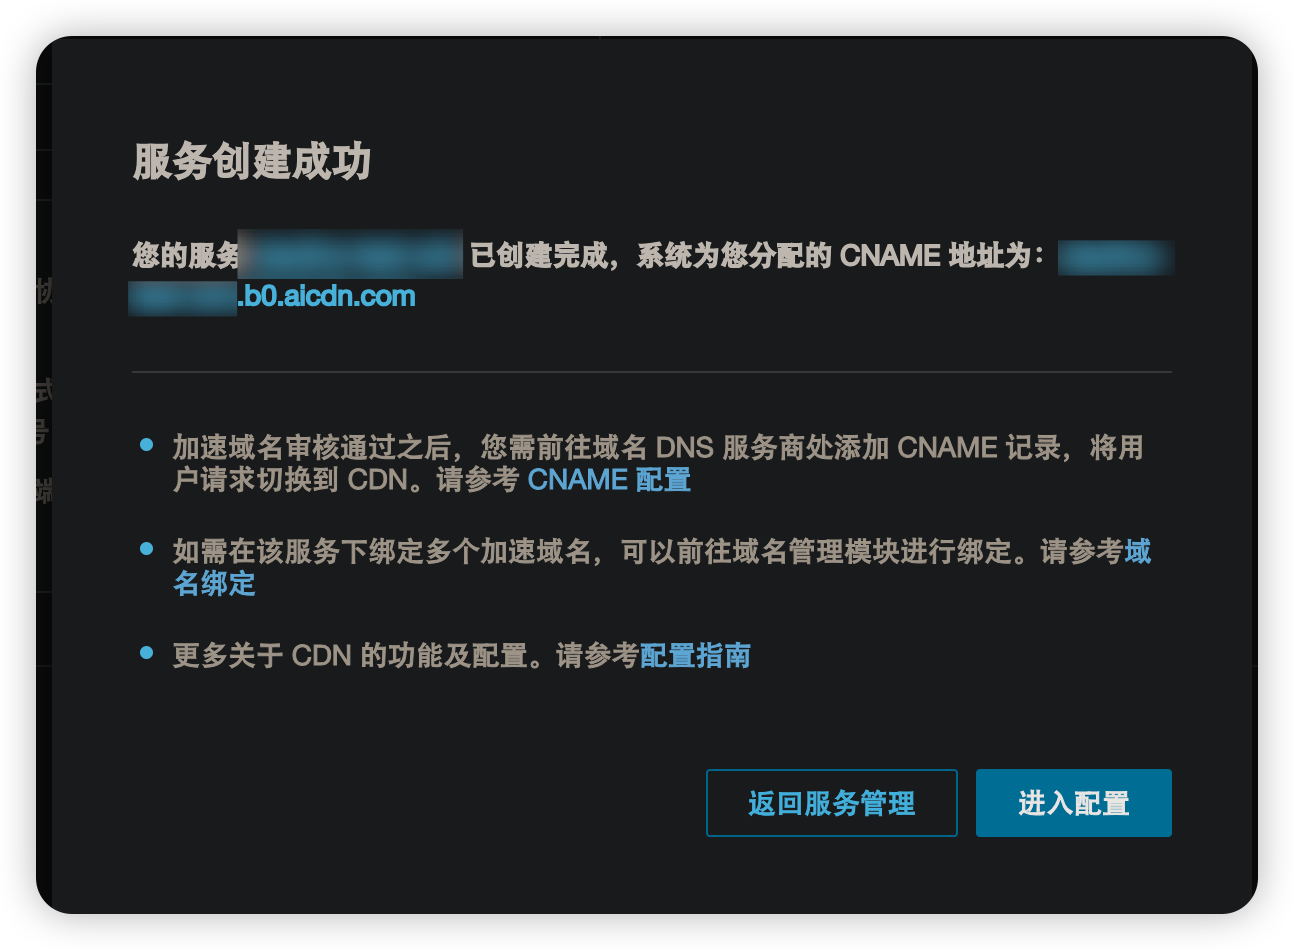 服务创建成功
您的服务 已创建完成，系统为您分配的 CNAME 地址为：
.b0.aicdn.com
加速域名审核通过之后，您需前往域名 DNS 服务商处添加 CNAME 记录，将用
户请求切换到 CDN。请参考 CNAME 配置
如需在该服务下绑定多个加速域名，可以前往域名管理模块进行绑定。请参考域
名绑定
更多关于 CDN 的功能及配置。请参考配置指南
返回服务管理
进入配置